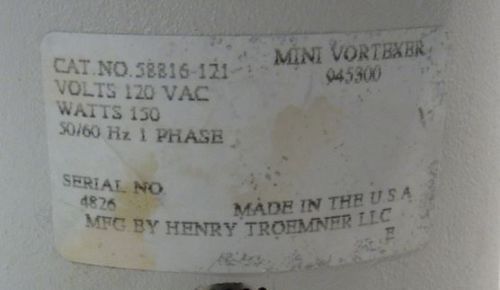 CAT.NO.58816-121
MINI VORTEXER
945300
VOLTS 120 VAC
WATTS 150
50/60 Hz 1 PHASE
SERIAL NO.
4826
MADE IN THE U S A
MFG BY HENRY TROEMNER LLC
E